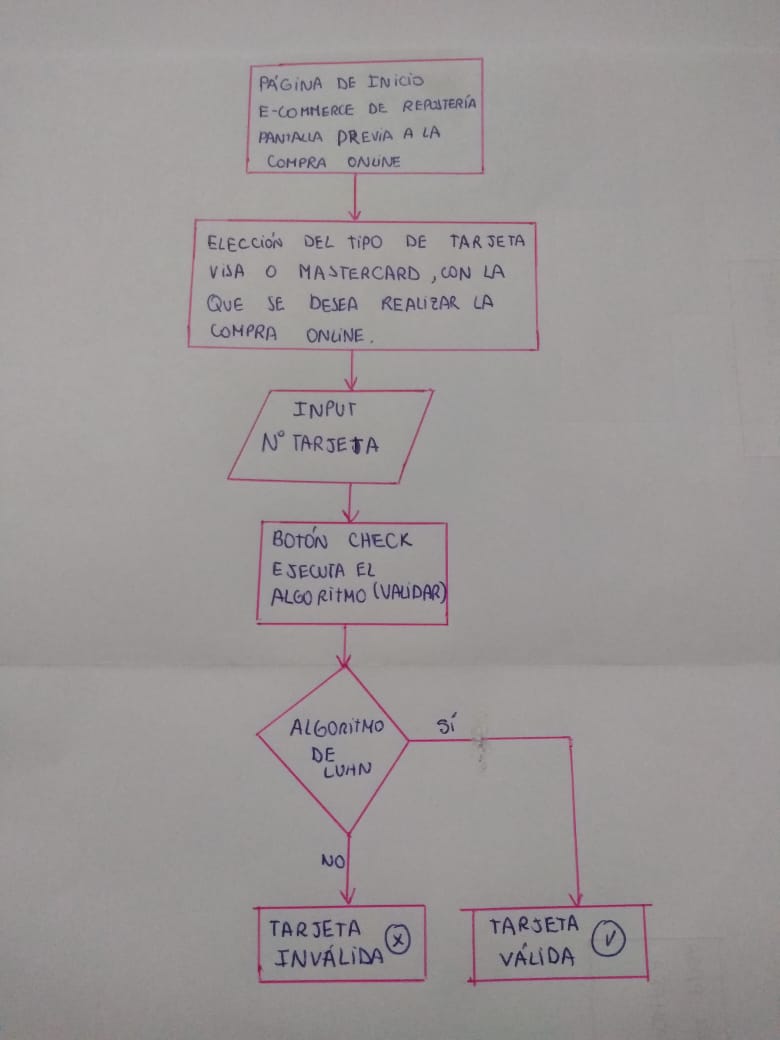 PÁGINA DE INICIO
E-COMMERCE DE REPOSTERÍA
PANTALLA PREVIA A LA
COMPRA ONLINE
ELECCIÓN DEL TIPO DE TARJETA
VISA O MASTERCARD, CON LA
QUE SE DESEA REALIZAR LA
COMPRA ONLINE.
INPUT
Nº TARJETA
BOTÓN CHECK
EJECUTA EL
ALGORITMO (VALIDAR)
ALGORITMO
DE
LUHN
SÍ
NO
TARJETA
INVÁLIDA X
TARJETA
VÁLIDA V